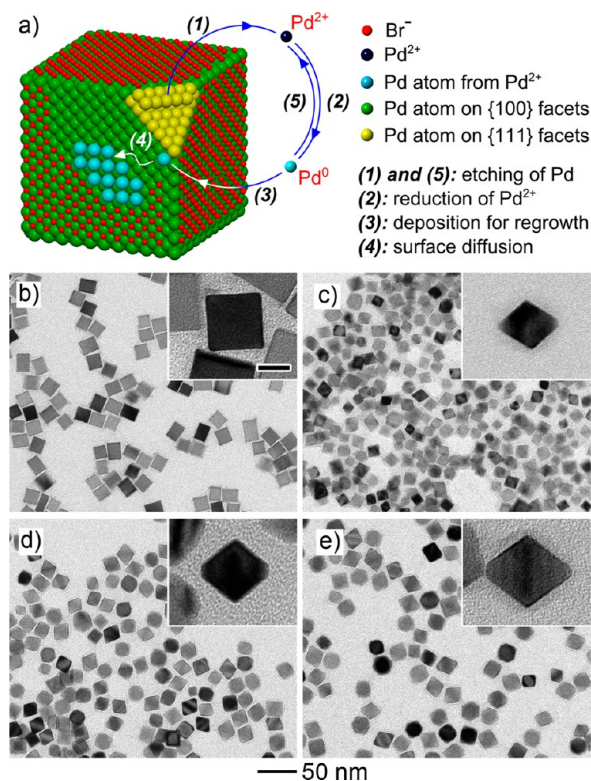 a)
(1)
Pd²⁺
(5)
(2)
(4)
Pd⁰
(3)
Br⁻
Pd²⁺
Pd atom from Pd²⁺
Pd atom on {100} facets
Pd atom on {111} facets
(1) and (5): etching of Pd
(2): reduction of Pd²⁺
(3): deposition for regrowth
(4): surface diffusion
b)
c)
d)
e)
50 nm